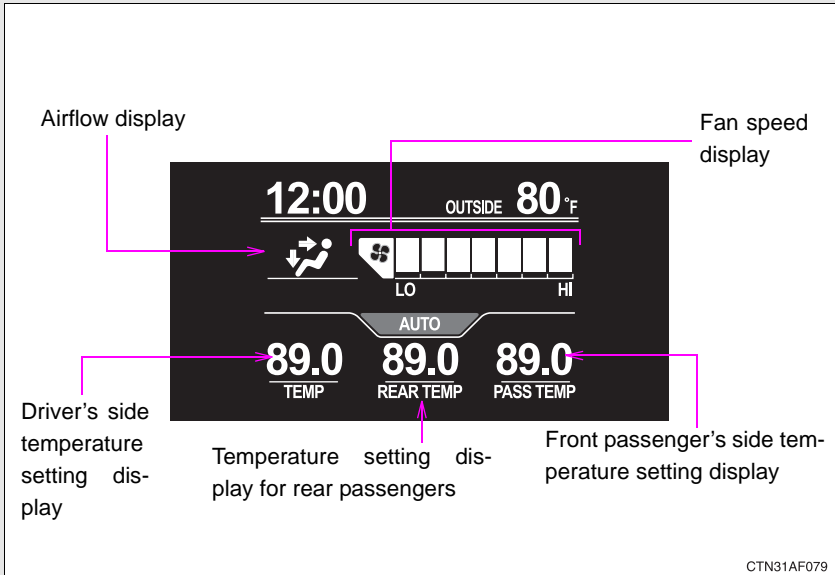 Airflow display
Fan speed
display
12:00 OUTSIDE 80°F
LO HI
AUTO
89.0 89.0 89.0
TEMP REAR TEMP PASS TEMP
Driver's side
temperature
setting dis-
play
Temperature setting dis-
play for rear passengers
Front passenger's side tem-
perature setting display
CTN31AF079